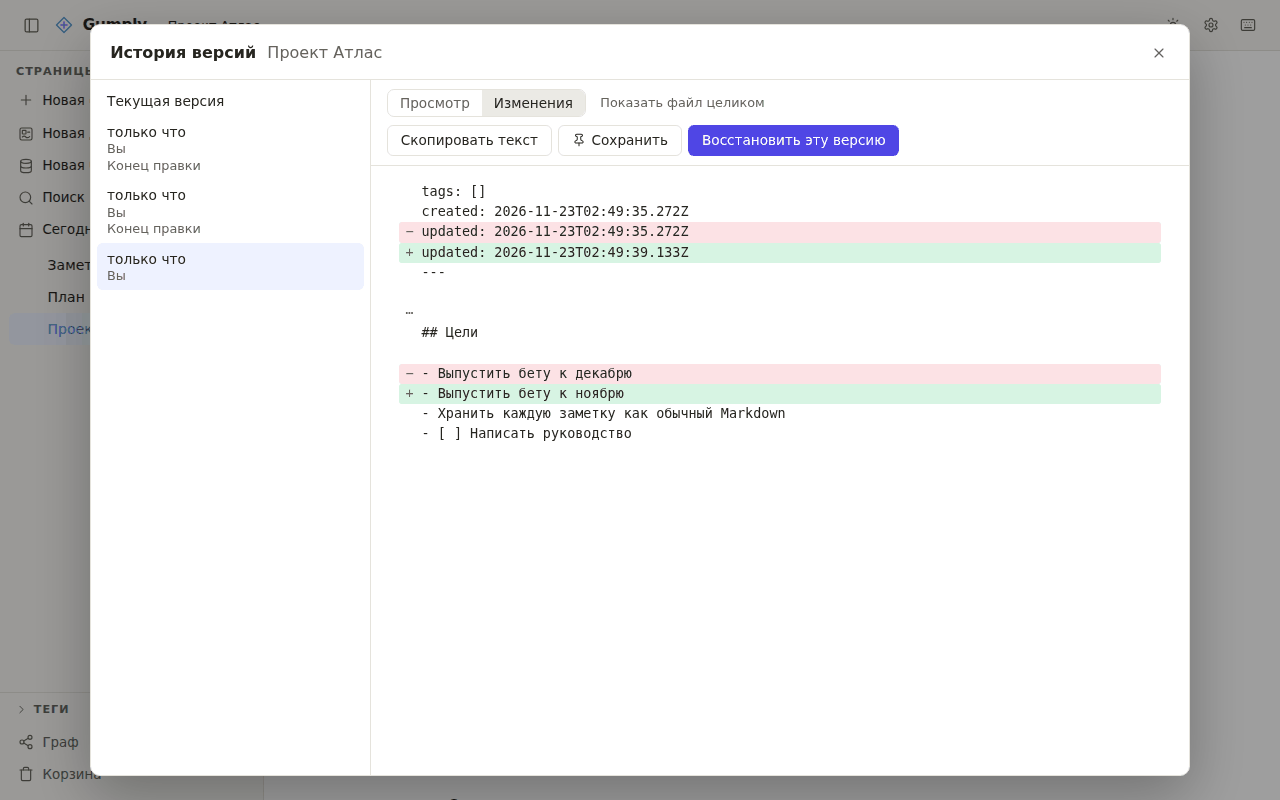 Gumply Проект Атлас
История версий Проект Атлас
СТРАНИЦЫ
Новая
Новая
Новая
Поиск
Сегодн
Замет
План
Проек
ТЕГИ
Граф
Корзина
Текущая версия
только что
Вы
Конец правки
только что
Вы
Конец правки
только что
Вы
Просмотр Изменения Показать файл целиком
Скопировать текст Сохранить Восстановить эту версию
tags: []
created: 2026-11-23T02:49:35.272Z
− updated: 2026-11-23T02:49:35.272Z
+ updated: 2026-11-23T02:49:39.133Z
---
…
## Цели
− - Выпустить бету к декабрю
+ - Выпустить бету к ноябрю
- Хранить каждую заметку как обычный Markdown
- [ ] Написать руководство